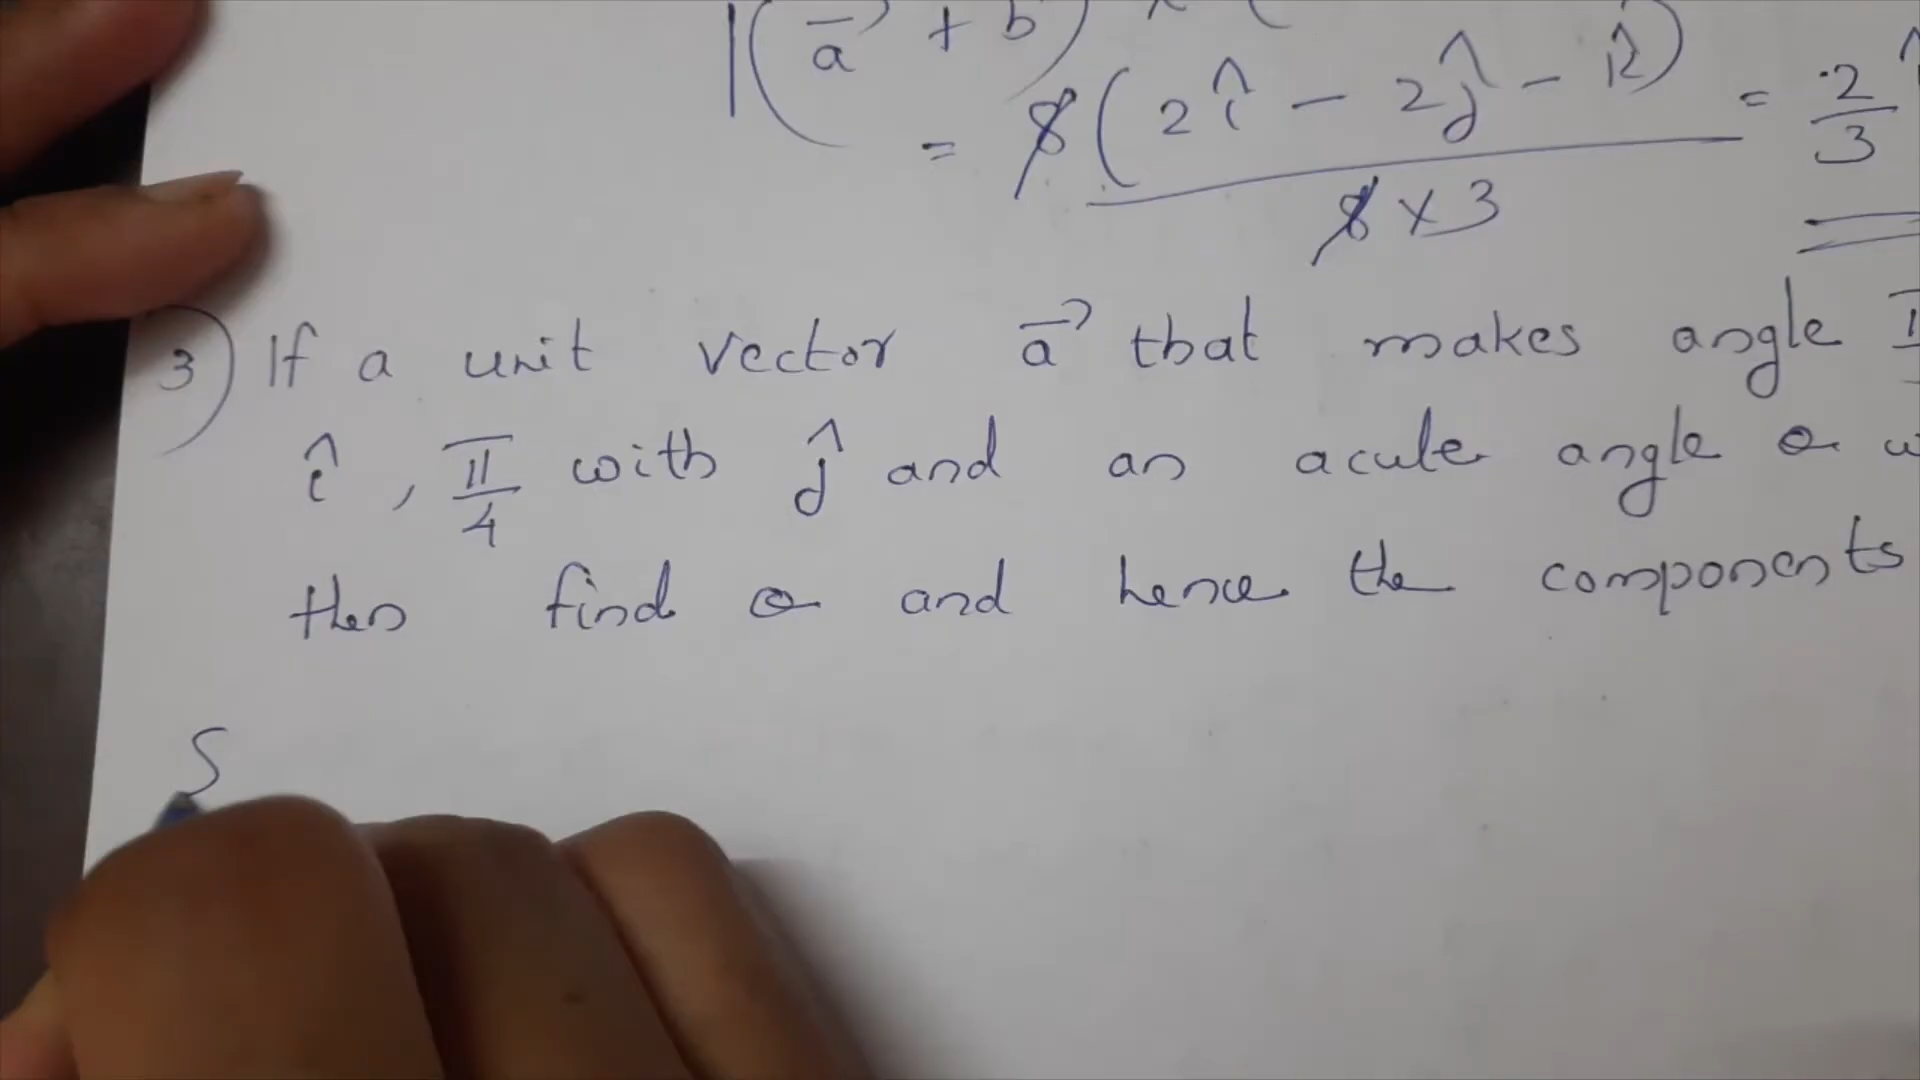 |(a⃗ + b)
= 8(2î - 2ĵ - k̂) / 8 × 3 = 2/3
3) If a unit vector a⃗ that makes angle
î, π/4 with ĵ and an acute angle θ
then find θ and hence the components
S